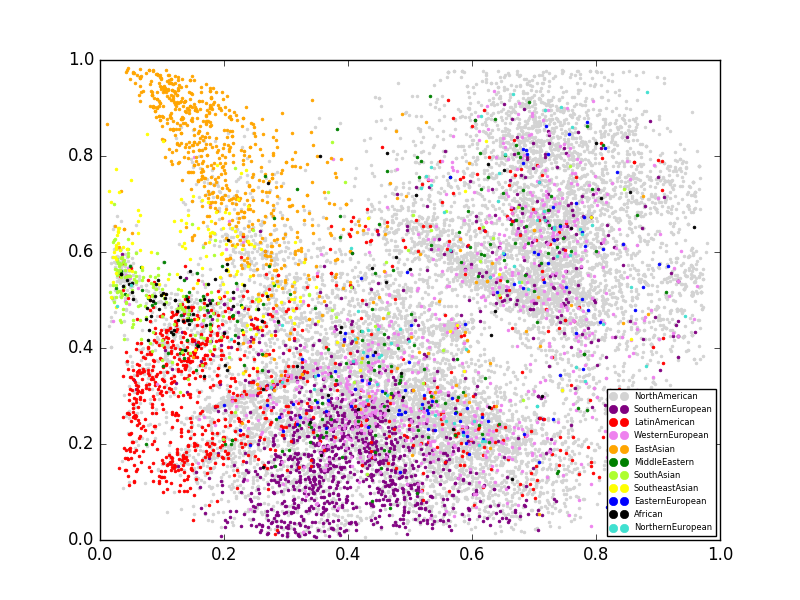 1.0
0.8
0.6
0.4
0.2
0.0
0.0 0.2 0.4 0.6 0.8 1.0
NorthAmerican
SouthernEuropean
LatinAmerican
WesternEuropean
EastAsian
MiddleEastern
SouthAsian
SoutheastAsian
EasternEuropean
African
NorthernEuropean